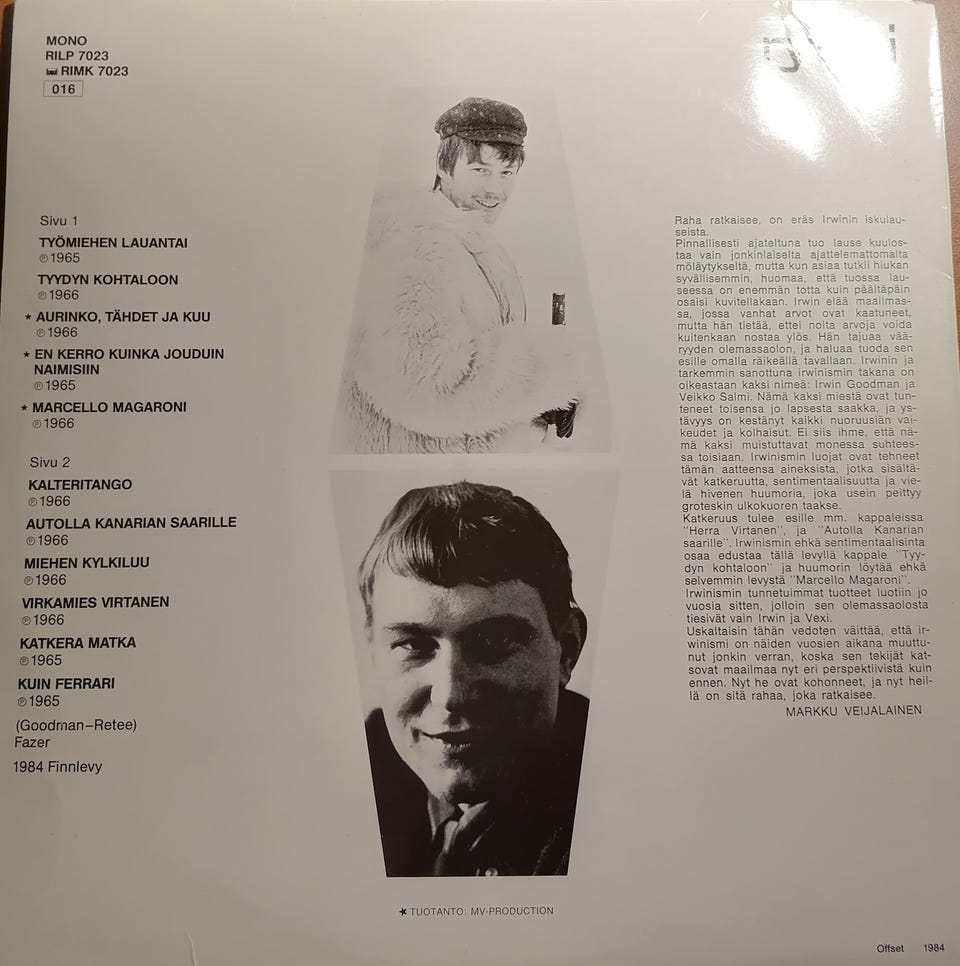 MONO
RILP 7023
RIMK 7023
016
Sivu 1
TYÖMIEHEN LAUANTAI
℗1965
TYYDYN KOHTALOON
℗1966
★ AURINKO, TÄHDET JA KUU
℗1966
★ EN KERRO KUINKA JOUDUIN
NAIMISIIN
℗1965
★ MARCELLO MAGARONI
℗1966
Sivu 2
KALTERITANGO
℗1966
AUTOLLA KANARIAN SAARILLE
℗1966
MIEHEN KYLKILUU
℗1966
VIRKAMIES VIRTANEN
℗1966
KATKERA MATKA
℗1965
KUIN FERRARI
℗1965
(Goodman–Retee)
Fazer
1984 Finnlevy
Raha ratkaisee, on eräs Irwinin iskulau-
seista.
Pinnallisesti ajateltuna tuo lause kuulos-
taa vain jonkinlaiselta ajattelemattomalta
möläytykseltä, mutta kun asiaa tutkii hiukan
syvällisemmin, huomaa, että tuossa lau-
seessa on enemmän totta kuin päältäpäin
osaisi kuvitellakaan. Irwin elää maailmas-
sa, jossa vanhat arvot ovat kaatuneet,
mutta hän tietää, ettei noita arvoja voida
kuitenkaan nostaa ylös. Hän tajuaa vää-
ryyden olemassaolon, ja haluaa tuoda sen
esille omalla räikeällä tavallaan. Irwinin ja
tarkemmin sanottuna irwinismin takana on
oikeastaan kaksi nimeä: Irwin Goodman ja
Veikko Salmi. Nämä kaksi miestä ovat tun-
teneet toisensa jo lapsesta saakka, ja ys-
tävyys on kestänyt kaikki nuoruusiän vai-
keudet ja kolhaisut. Ei siis ihme, että nä-
mä kaksi muistuttavat monessa suhtees-
sa toisiaan. Irwinismin luojat ovat tehneet
tämän aatteensa aineksista, jotka sisältä-
vät katkeruutta, sentimentaalisuutta ja vie-
lä hivenen huumoria, joka usein peittyy
groteskin ulkokuoren taakse.
Katkeruus tulee esille mm. kappaleissa
"Herra Virtanen", ja "Autolla Kanarian
saarille". Irwinismin ehkä sentimentaalisinta
osaa edustaa tällä levyllä kappale "Tyy-
dyn kohtaloon" ja huumorin löytää ehkä
selvemmin levystä "Marcello Magaroni".
Irwinismin tunnetuimmat tuotteet luotiin jo
vuosia sitten, jolloin sen olemassaolosta
tiesivät vain Irwin ja Vexi.
Uskaltaisin tähän vedoten väittää, että ir-
winismi on näiden vuosien aikana muuttu-
nut jonkin verran, koska sen tekijät kat-
sovat maailmaa nyt eri perspektiivistä kuin
ennen. Nyt he ovat kohonneet, ja nyt heil-
lä on sitä rahaa, joka ratkaisee.
MARKKU VEIJALAINEN
★ TUOTANTO: MV-PRODUCTION
Offset 1984